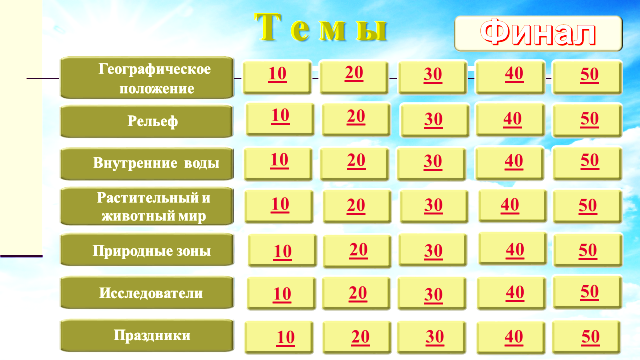 Темы
Финал
Географическое
положение
10 20 30 40 50
Рельеф
10 20 30 40 50
Внутренние воды
10 20 30 40 50
Растительный и
животный мир
10 20 30 40 50
Природные зоны
10 20 30 40 50
Исследователи
10 20 30 40 50
Праздники
10 20 30 40 50